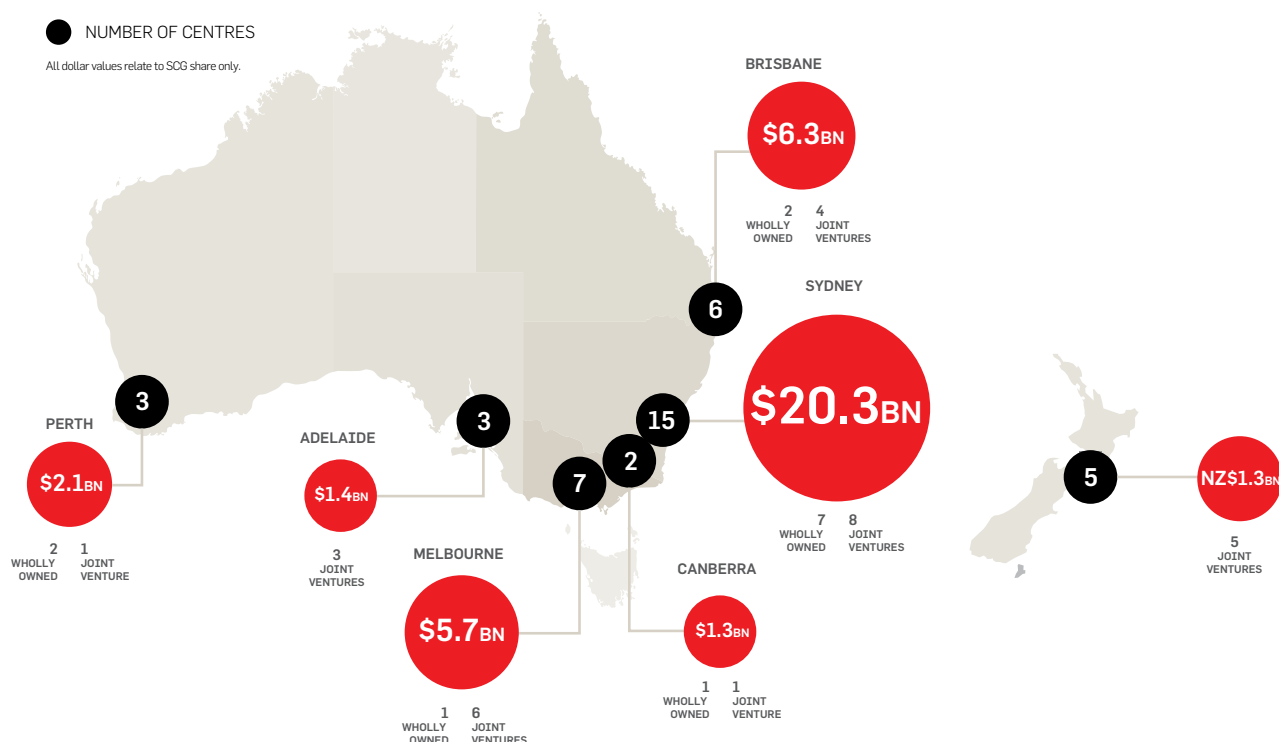 NUMBER OF CENTRES
All dollar values relate to SCG share only.
BRISBANE
$6.3BN
2 4
WHOLLY JOINT
OWNED VENTURES
6
SYDNEY
$20.3BN
15
7 8
WHOLLY JOINT
OWNED VENTURES
3
PERTH
$2.1BN
2 1
WHOLLY JOINT
OWNED VENTURE
3
ADELAIDE
$1.4BN
3
JOINT
VENTURES
7
MELBOURNE
$5.7BN
1 6
WHOLLY JOINT
OWNED VENTURES
2
CANBERRA
$1.3BN
1 1
WHOLLY JOINT
OWNED VENTURE
5
NZ$1.3BN
5
JOINT
VENTURES